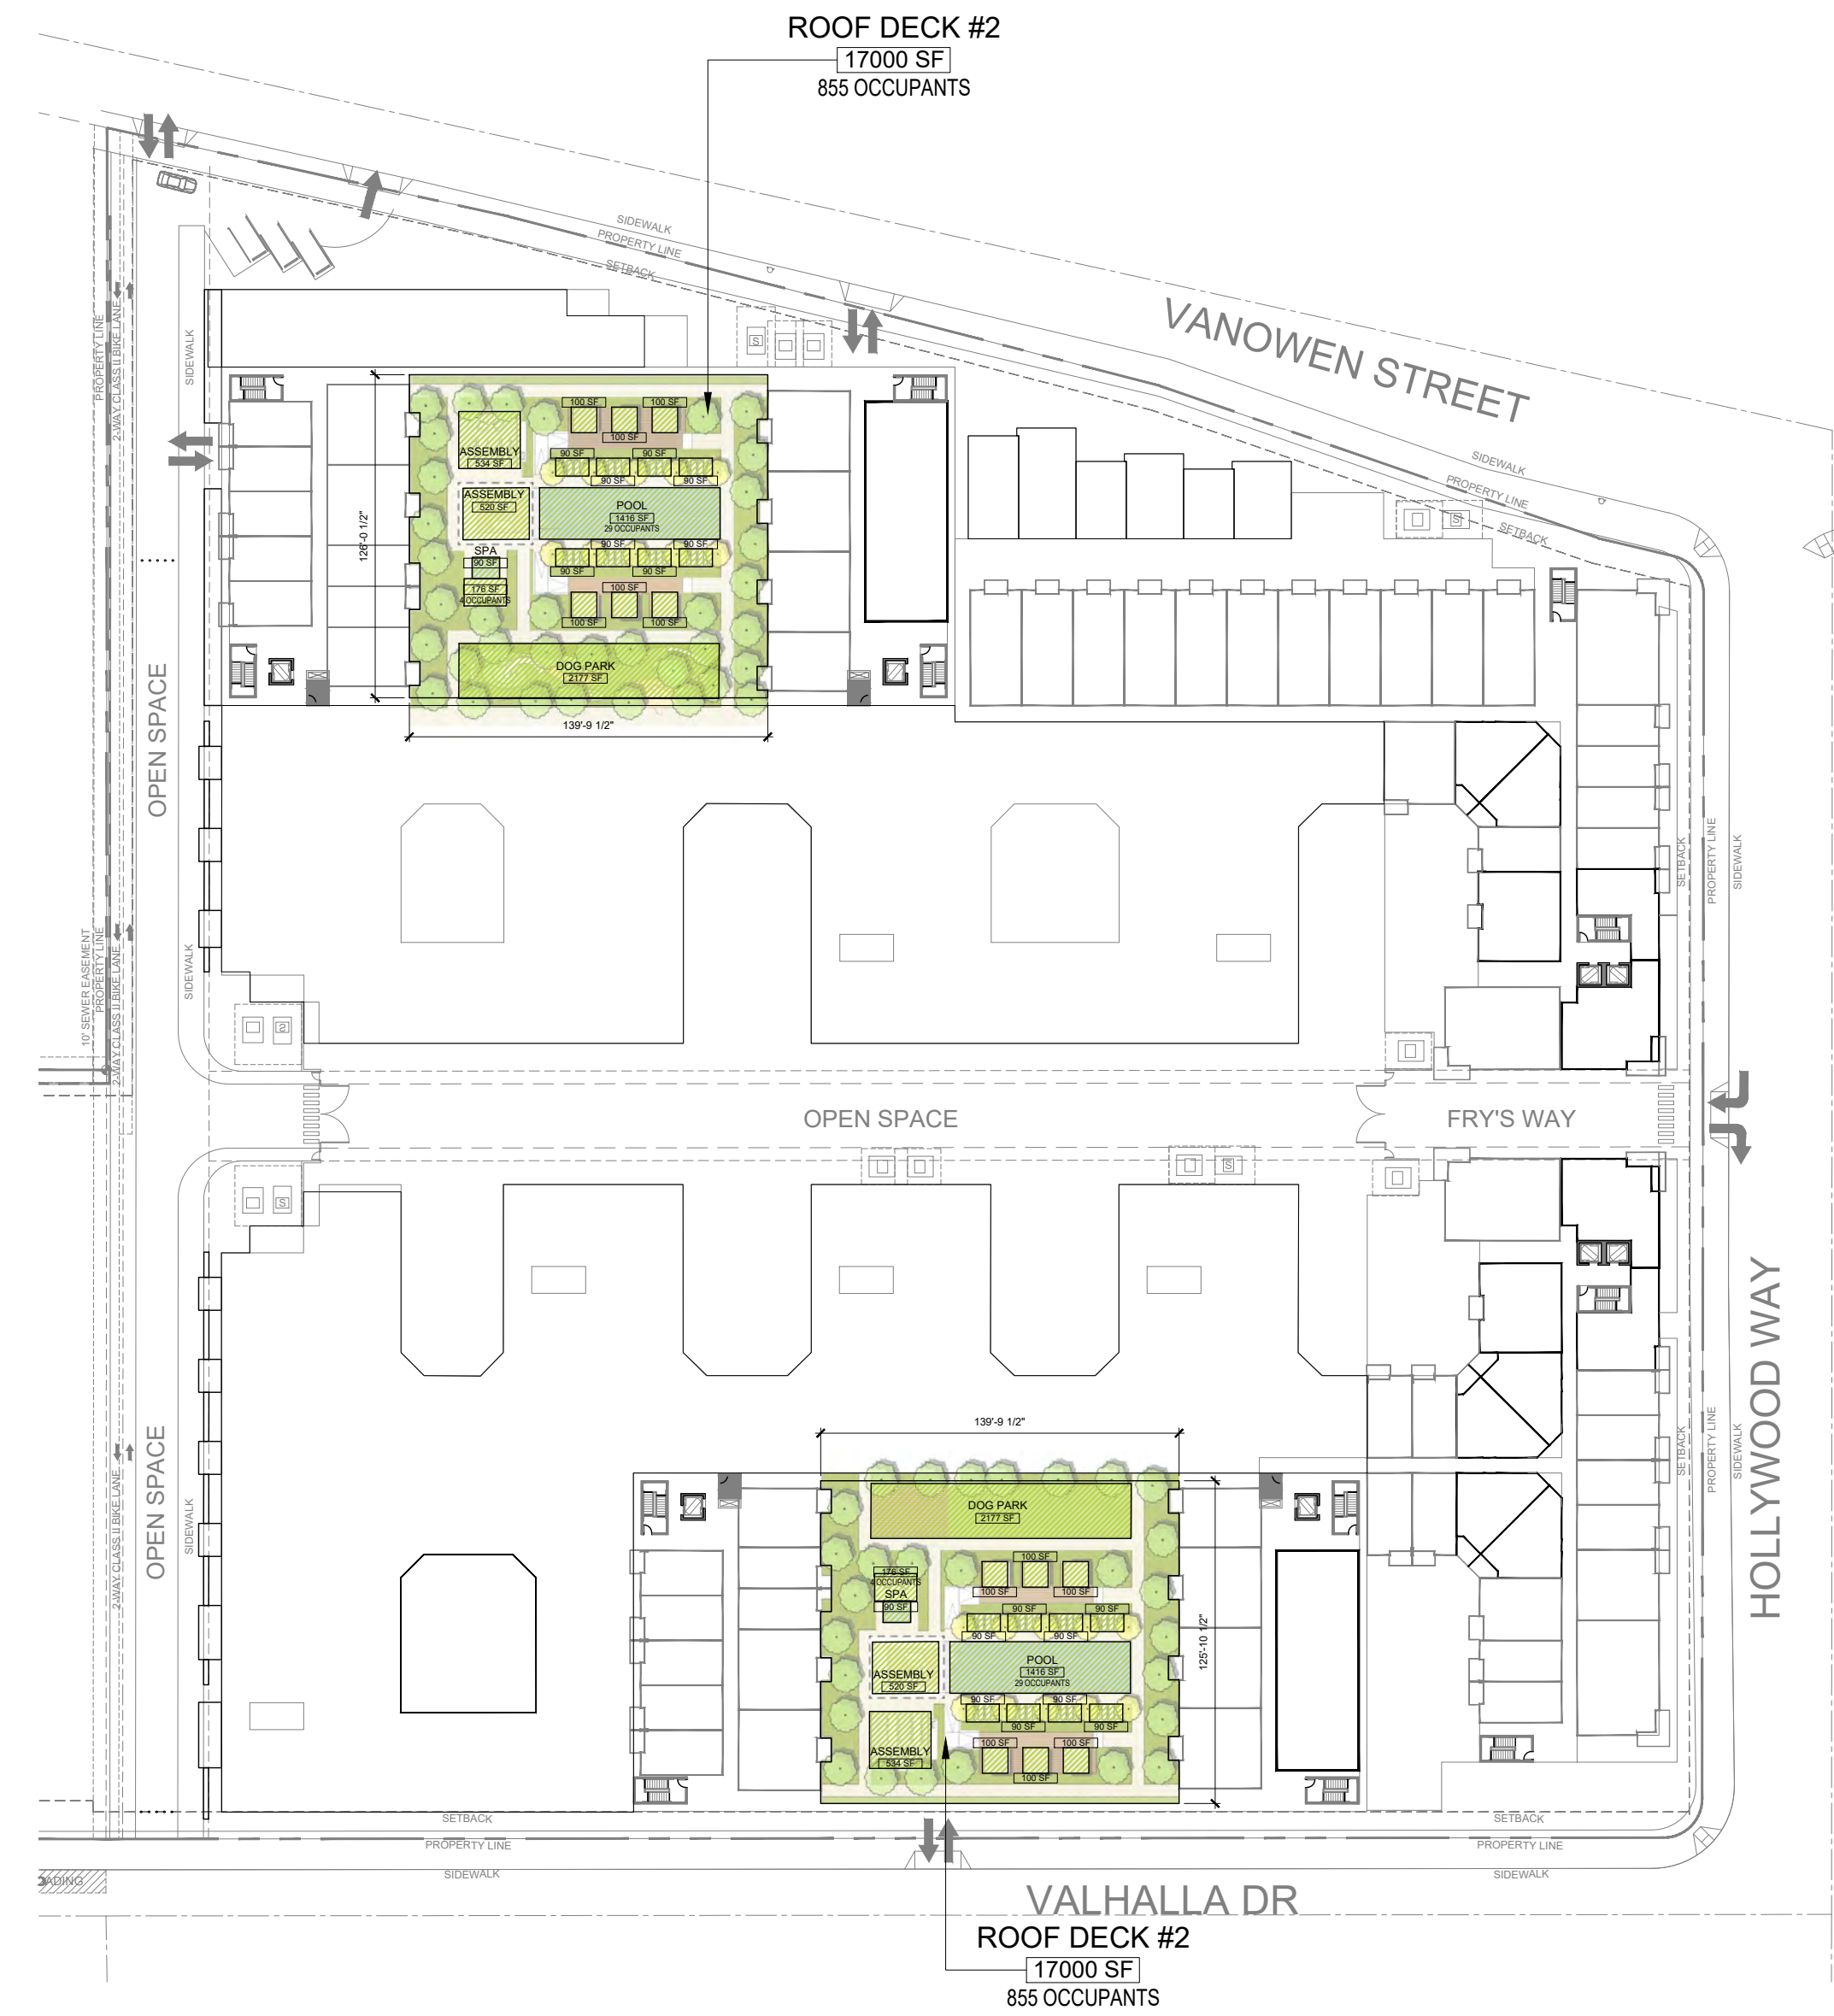 ROOF DECK #2
17000 SF
855 OCCUPANTS
SIDEWALK
PROPERTY LINE
SETBACK
VANOWEN STREET
PROPERTY LINE
2-WAY CLASS II BIKE LANE
SIDEWALK
S
100 SF
100 SF
100 SF
ASSEMBLY
534 SF
90 SF
90 SF
90 SF
90 SF
ASSEMBLY
520 SF
POOL
1416 SF
29 OCCUPANTS
SPA
90 SF
176 SF
4 OCCUPANTS
90 SF
90 SF
90 SF
90 SF
100 SF
100 SF
100 SF
DOG PARK
2177 SF
126'-0 1/2"
139'-9 1/2"
SIDEWALK
PROPERTY LINE
SETBACK
S
OPEN SPACE
SETBACK
PROPERTY LINE
SIDEWALK
10' SEWER EASEMENT
PROPERTY LINE
2-WAY CLASS II BIKE LANE
SIDEWALK
S
OPEN SPACE
FRY'S WAY
S
S
HOLLYWOOD WAY
OPEN SPACE
2-WAY CLASS II BIKE LANE
SIDEWALK
SETBACK
PROPERTY LINE
SIDEWALK
139'-9 1/2"
125'-10 1/2"
DOG PARK
2177 SF
176 SF
4 OCCUPANTS
SPA
90 SF
100 SF
100 SF
100 SF
90 SF
90 SF
90 SF
90 SF
ASSEMBLY
520 SF
POOL
1416 SF
29 OCCUPANTS
90 SF
90 SF
90 SF
90 SF
ASSEMBLY
534 SF
100 SF
100 SF
100 SF
SETBACK
SETBACK
PROPERTY LINE
PROPERTY LINE
SIDEWALK
SIDEWALK
VALHALLA DR
ROOF DECK #2
17000 SF
855 OCCUPANTS